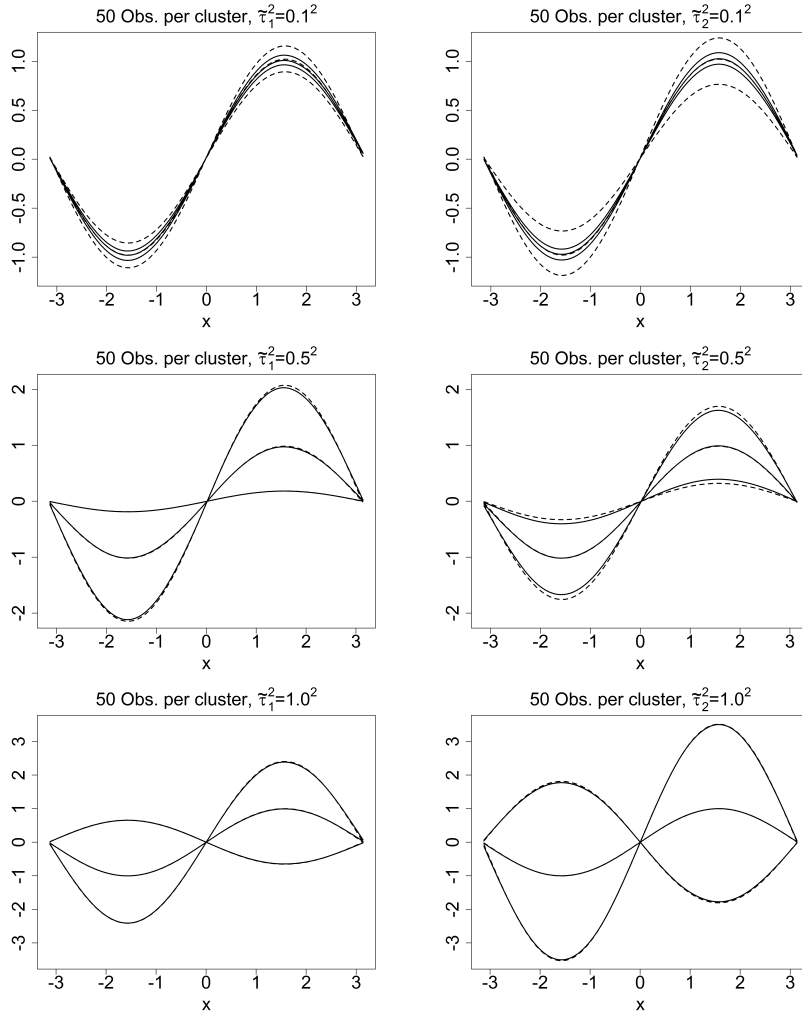 50 Obs. per cluster, τ̃₁²=0.1²
1.0
0.5
0.0
-0.5
-1.0
-3 -2 -1 0 1 2 3
x
50 Obs. per cluster, τ̃₂²=0.1²
1.0
0.5
0.0
-0.5
-1.0
-3 -2 -1 0 1 2 3
x
50 Obs. per cluster, τ̃₁²=0.5²
2
1
0
-1
-2
-3 -2 -1 0 1 2 3
x
50 Obs. per cluster, τ̃₂²=0.5²
2
1
0
-1
-2
-3 -2 -1 0 1 2 3
x
50 Obs. per cluster, τ̃₁²=1.0²
3
2
1
0
-1
-2
-3
-3 -2 -1 0 1 2 3
x
50 Obs. per cluster, τ̃₂²=1.0²
3
2
1
0
-1
-2
-3
-3 -2 -1 0 1 2 3
x